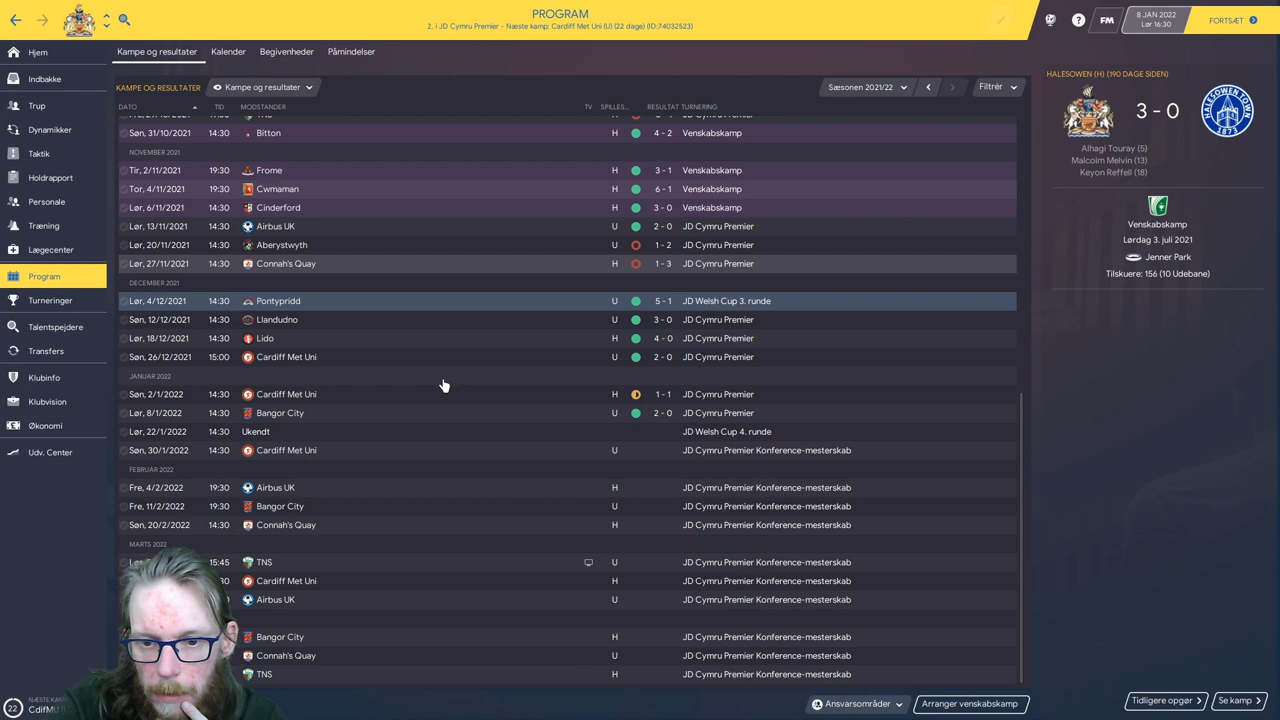 PROGRAM
2. i JD Cymru Premier - Næste kamp: Cardiff Met Uni (U) (22 dage) (ID:74032523)
FM
8 JAN 2022
Lør 16:30
FORTSÆT
Hjem
Indbakke
Trup
Dynamikker
Taktik
Holdrapport
Personale
Træning
Lægecenter
Program
Turneringer
Talentspejdere
Transfers
Klubinfo
Klubvision
Økonomi
Udv. Center
Kampe og resultater Kalender Begivenheder Påmindelser
KAMPE OG RESULTATER Kampe og resultater Sæsonen 2021/22 Filtrér
DATO TID MODSTANDER TV SPILLES... RESULTAT TURNERING
Søn, 31/10/2021 14:30 Bitton H 4 - 2 Venskabskamp
NOVEMBER 2021
Tir, 2/11/2021 19:30 Frome H 3 - 1 Venskabskamp
Tor, 4/11/2021 19:30 Cwmaman H 6 - 1 Venskabskamp
Lør, 6/11/2021 14:30 Cinderford H 3 - 0 Venskabskamp
Lør, 13/11/2021 14:30 Airbus UK U 2 - 0 JD Cymru Premier
Lør, 20/11/2021 14:30 Aberystwyth U 1 - 2 JD Cymru Premier
Lør, 27/11/2021 14:30 Connah's Quay H 1 - 3 JD Cymru Premier
DECEMBER 2021
Lør, 4/12/2021 14:30 Pontypridd U 5 - 1 JD Welsh Cup 3. runde
Søn, 12/12/2021 14:30 Llandudno U 3 - 0 JD Cymru Premier
Lør, 18/12/2021 14:30 Lido H 4 - 0 JD Cymru Premier
Søn, 26/12/2021 15:00 Cardiff Met Uni U 2 - 0 JD Cymru Premier
JANUAR 2022
Søn, 2/1/2022 14:30 Cardiff Met Uni H 1 - 1 JD Cymru Premier
Lør, 8/1/2022 14:30 Bangor City U 2 - 0 JD Cymru Premier
Lør, 22/1/2022 14:30 Ukendt JD Welsh Cup 4. runde
Søn, 30/1/2022 14:30 Cardiff Met Uni U JD Cymru Premier Konference-mesterskab
FEBRUAR 2022
Fre, 4/2/2022 19:30 Airbus UK H JD Cymru Premier Konference-mesterskab
Fre, 11/2/2022 19:30 Bangor City U JD Cymru Premier Konference-mesterskab
Søn, 20/2/2022 14:30 Connah's Quay H JD Cymru Premier Konference-mesterskab
MARTS 2022
15:45 TNS U JD Cymru Premier Konference-mesterskab
Cardiff Met Uni H JD Cymru Premier Konference-mesterskab
Airbus UK U JD Cymru Premier Konference-mesterskab
Bangor City H JD Cymru Premier Konference-mesterskab
Connah's Quay U JD Cymru Premier Konference-mesterskab
TNS H JD Cymru Premier Konference-mesterskab
HALESOWEN (H) (190 DAGE SIDEN)
3 - 0
HALESOWEN TOWN
1873
Alhagi Touray (5)
Malcolm Melvin (13)
Keyon Reffell (18)
Venskabskamp
Lørdag 3. juli 2021
Jenner Park
Tilskuere: 156 (10 Udebane)
22
NÆSTE KAMP
Ansvarsområder Arranger venskabskamp
Tidligere opgør Se kamp